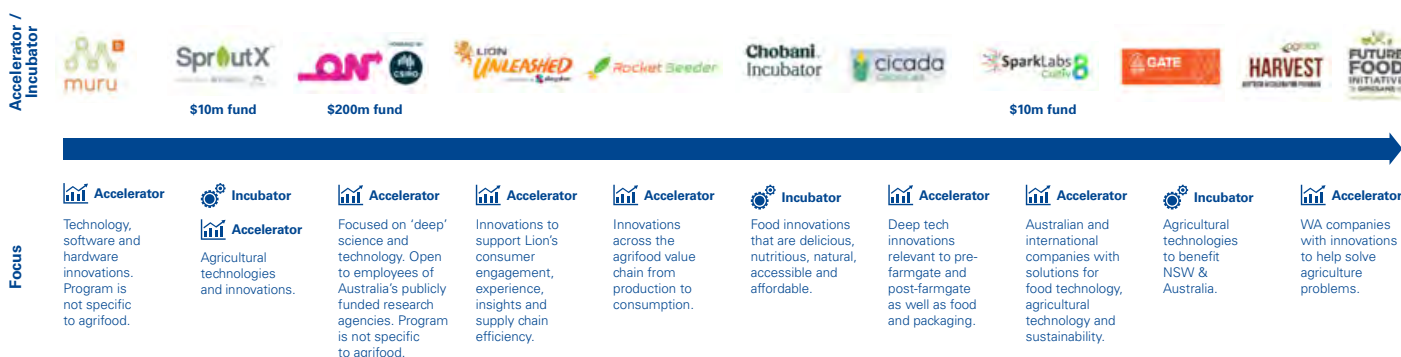 Accelerator /
Incubator
muru
SproutX
ON
CSIRO
LION
UNLEASHED
Rocket Seeder
Chobani
Incubator
cicada
SparkLabs
Cultiv8
GATE
HARVEST
FUTURE
FOOD
INITIATIVE
$10m fund
$200m fund
$10m fund
Focus
Accelerator
Technology,
software and
hardware
innovations.
Program is
not specific
to agrifood.
Incubator
Accelerator
Agricultural
technologies
and innovations.
Accelerator
Focused on ‘deep’
science and
technology. Open
to employees of
Australia’s publicly
funded research
agencies. Program
is not specific
to agrifood.
Accelerator
Innovations to
support Lion’s
consumer
engagement,
experience,
insights and
supply chain
efficiency.
Accelerator
Innovations
across the
agrifood value
chain from
production to
consumption.
Incubator
Food innovations
that are delicious,
nutritious, natural,
accessible and
affordable.
Accelerator
Deep tech
innovations
relevant to pre-
farmgate and
post-farmgate
as well as food
and packaging.
Accelerator
Australian and
international
companies with
solutions for
food technology,
agricultural
technology and
sustainability.
Incubator
Agricultural
technologies
to benefit
NSW &
Australia.
Accelerator
WA companies
with innovations
to help solve
agriculture
problems.